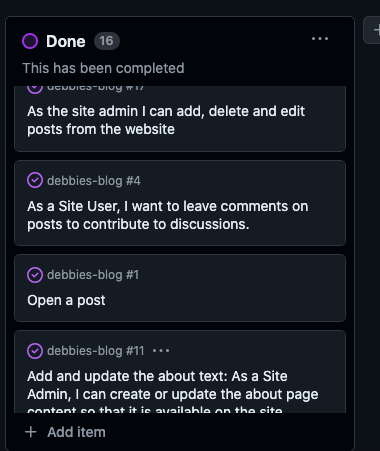 Done 16
This has been completed
debbies-blog #17
As the site admin I can add, delete and edit
posts from the website
debbies-blog #4
As a Site User, I want to leave comments on
posts to contribute to discussions.
debbies-blog #1
Open a post
debbies-blog #11
Add and update the about text: As a Site
Admin, I can create or update the about page
content so that it is available on the site
Add item